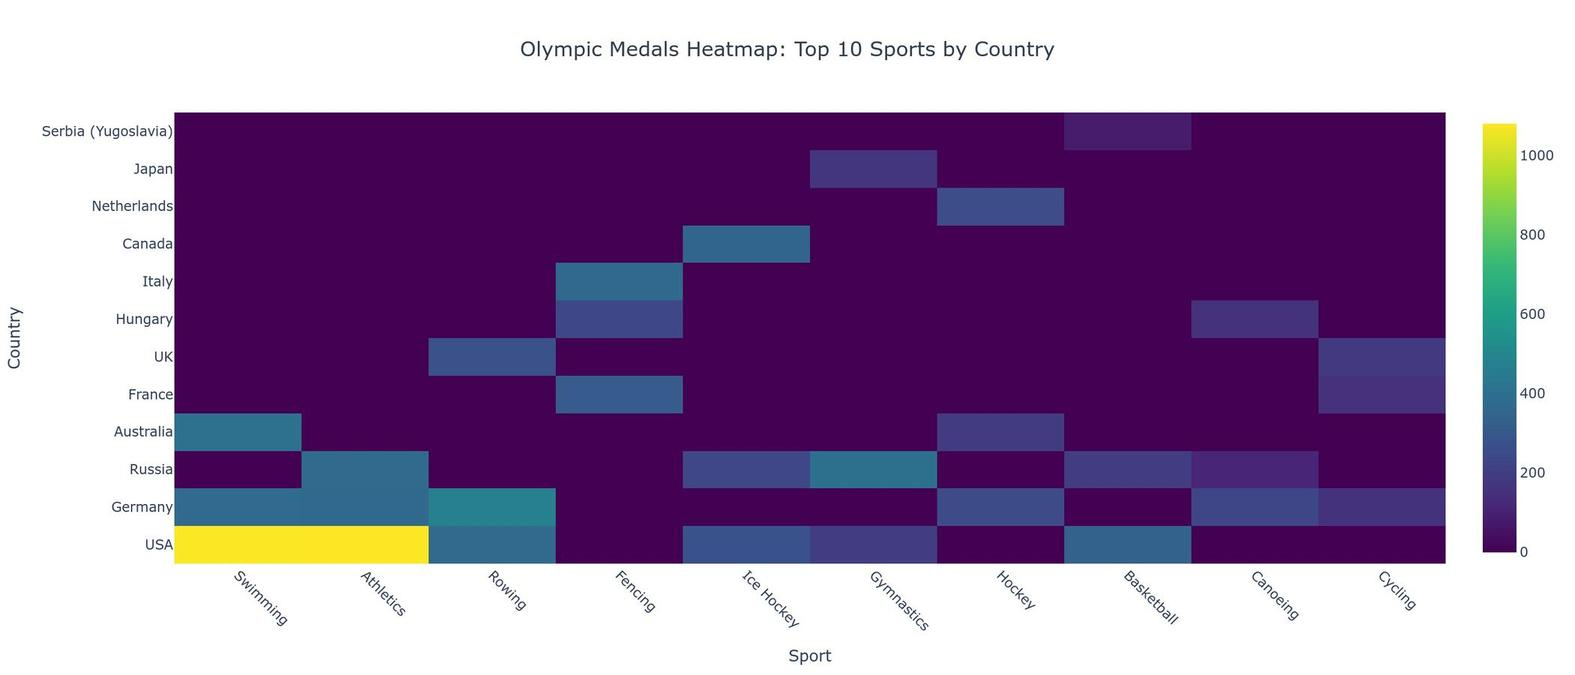 Olympic Medals Heatmap: Top 10 Sports by Country
Serbia (Yugoslavia)
Japan
Netherlands
Canada
Italy
Hungary
UK
France
Australia
Russia
Germany
USA
Country
Swimming
Athletics
Rowing
Fencing
Ice Hockey
Gymnastics
Hockey
Basketball
Canoeing
Cycling
Sport
1000
800
600
400
200
0